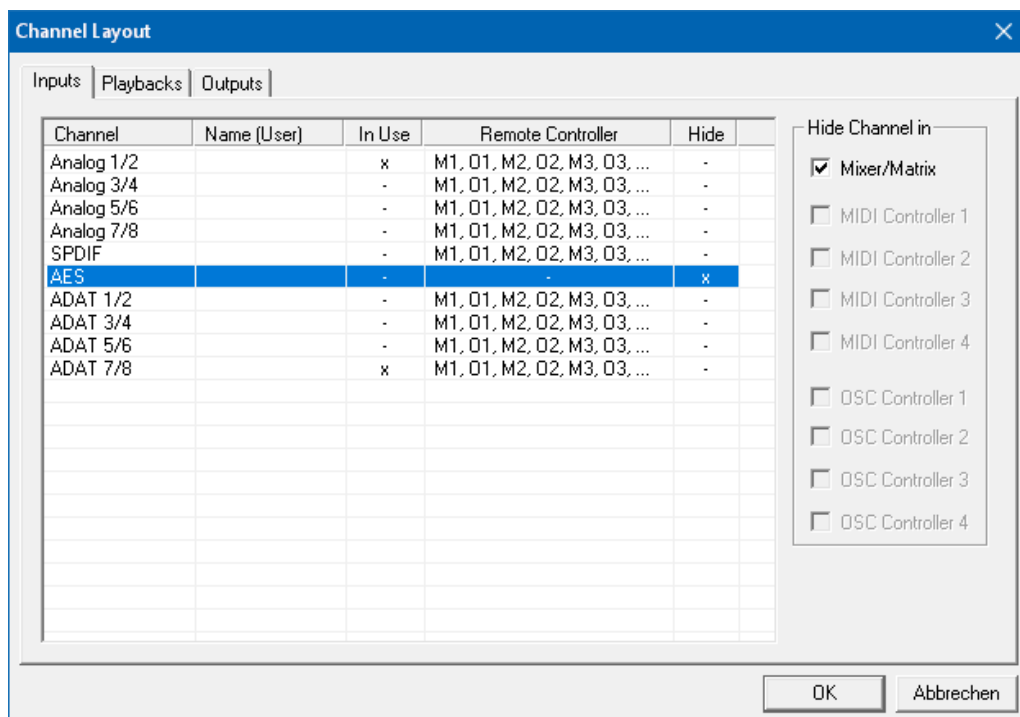 Channel Layout
Inputs Playbacks Outputs
Channel Name (User) In Use Remote Controller Hide
Analog 1/2 x M1, O1, M2, O2, M3, O3, ... -
Analog 3/4 - M1, O1, M2, O2, M3, O3, ... -
Analog 5/6 - M1, O1, M2, O2, M3, O3, ... -
Analog 7/8 - M1, O1, M2, O2, M3, O3, ... -
SPDIF - M1, O1, M2, O2, M3, O3, ... -
AES - - x
ADAT 1/2 - M1, O1, M2, O2, M3, O3, ... -
ADAT 3/4 - M1, O1, M2, O2, M3, O3, ... -
ADAT 5/6 - M1, O1, M2, O2, M3, O3, ... -
ADAT 7/8 x M1, O1, M2, O2, M3, O3, ... -
Hide Channel in
Mixer/Matrix
MIDI Controller 1
MIDI Controller 2
MIDI Controller 3
MIDI Controller 4
OSC Controller 1
OSC Controller 2
OSC Controller 3
OSC Controller 4
OK Abbrechen